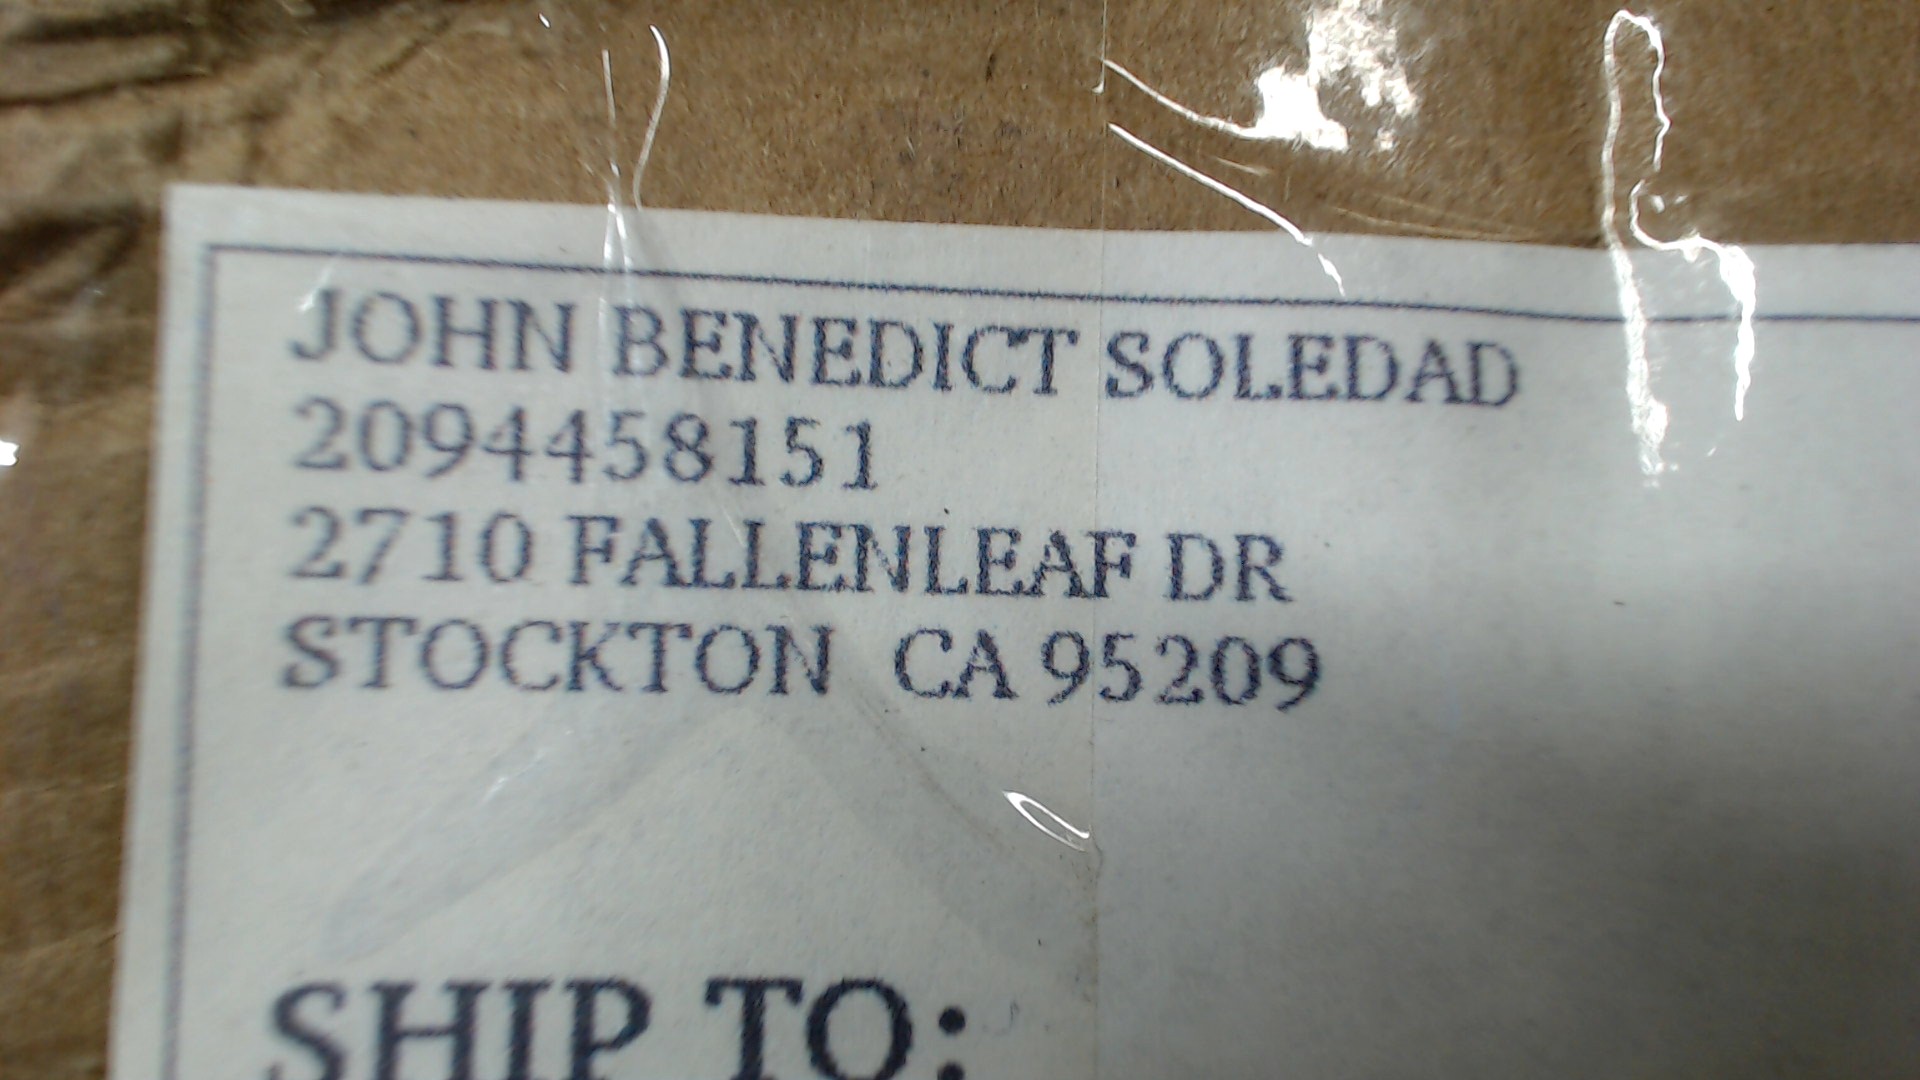 JOHN BENEDICT SOLEDAD
2094458151
2710 FALLENLEAF DR
STOCKTON CA 95209
SHIP TO: